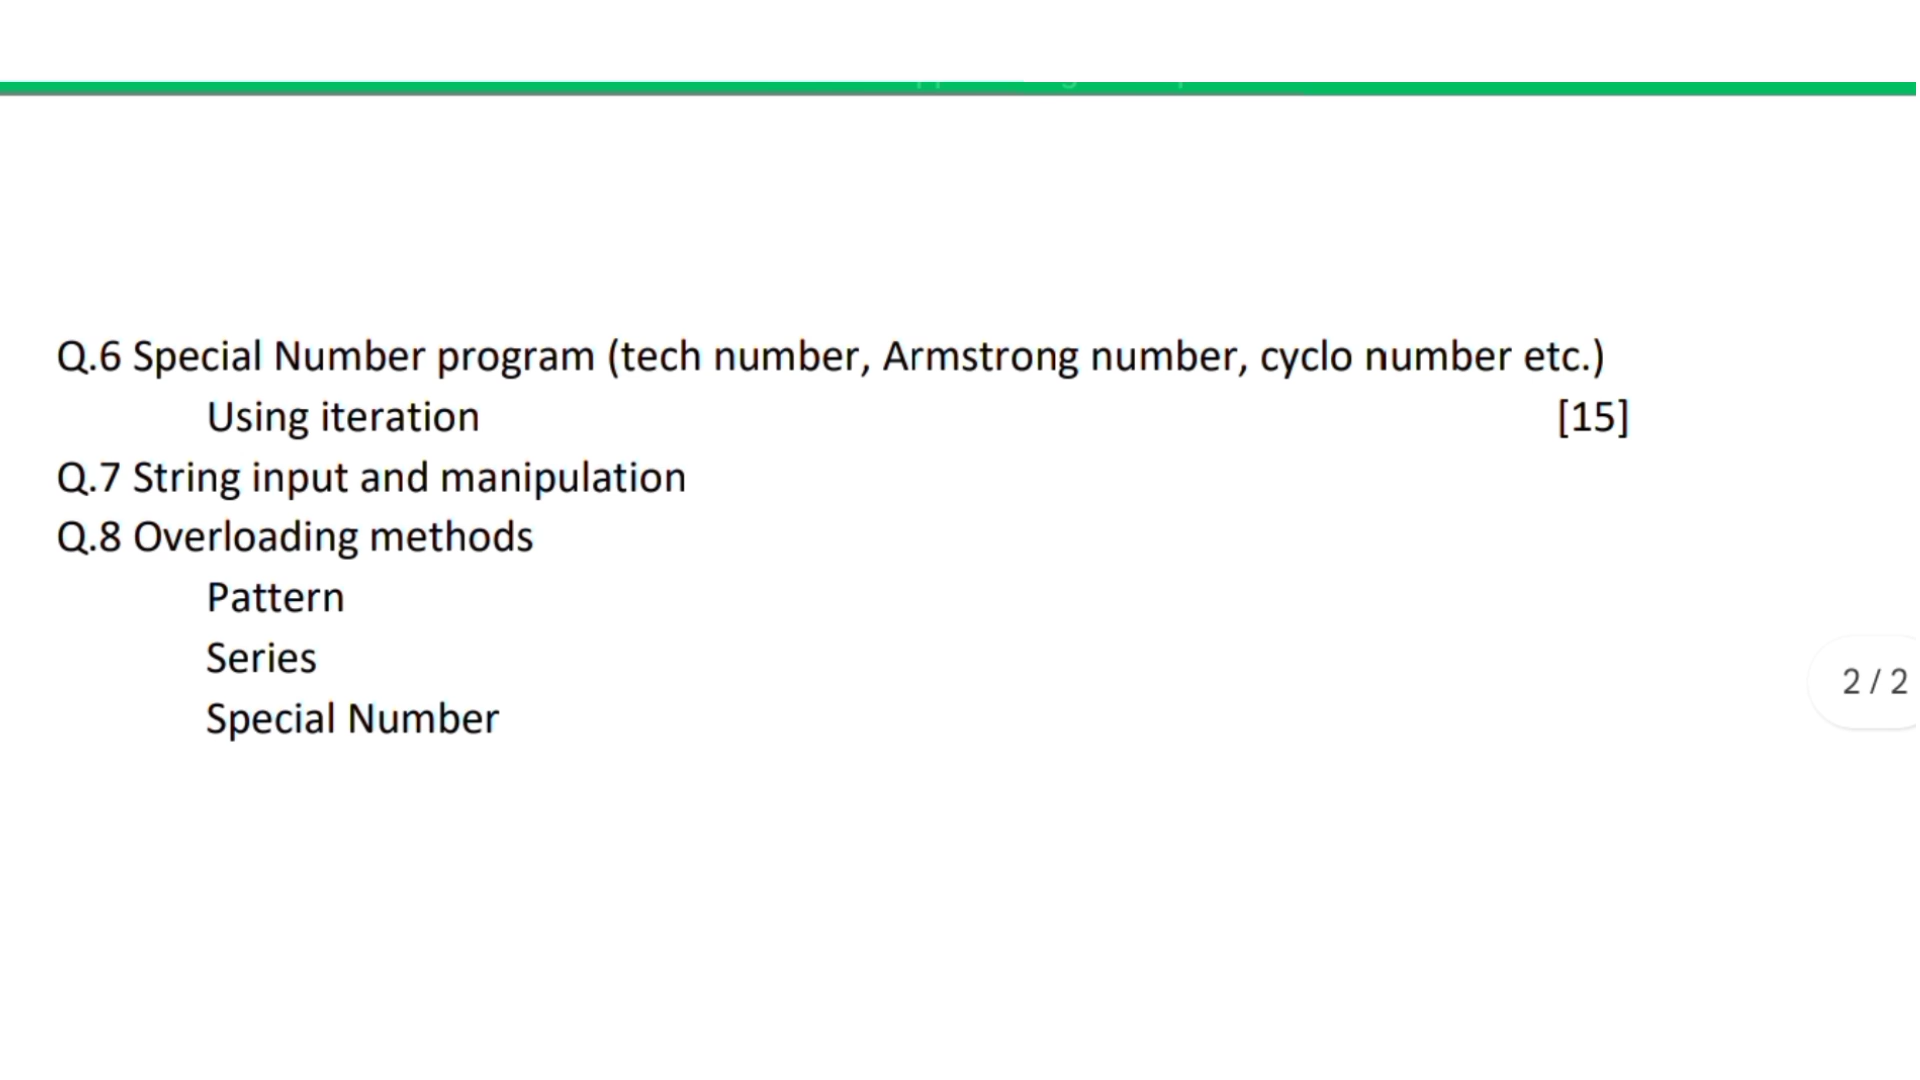 Q.6 Special Number program (tech number, Armstrong number, cyclo number etc.)
Using iteration [15]
Q.7 String input and manipulation
Q.8 Overloading methods
Pattern
Series
2 / 2
Special Number